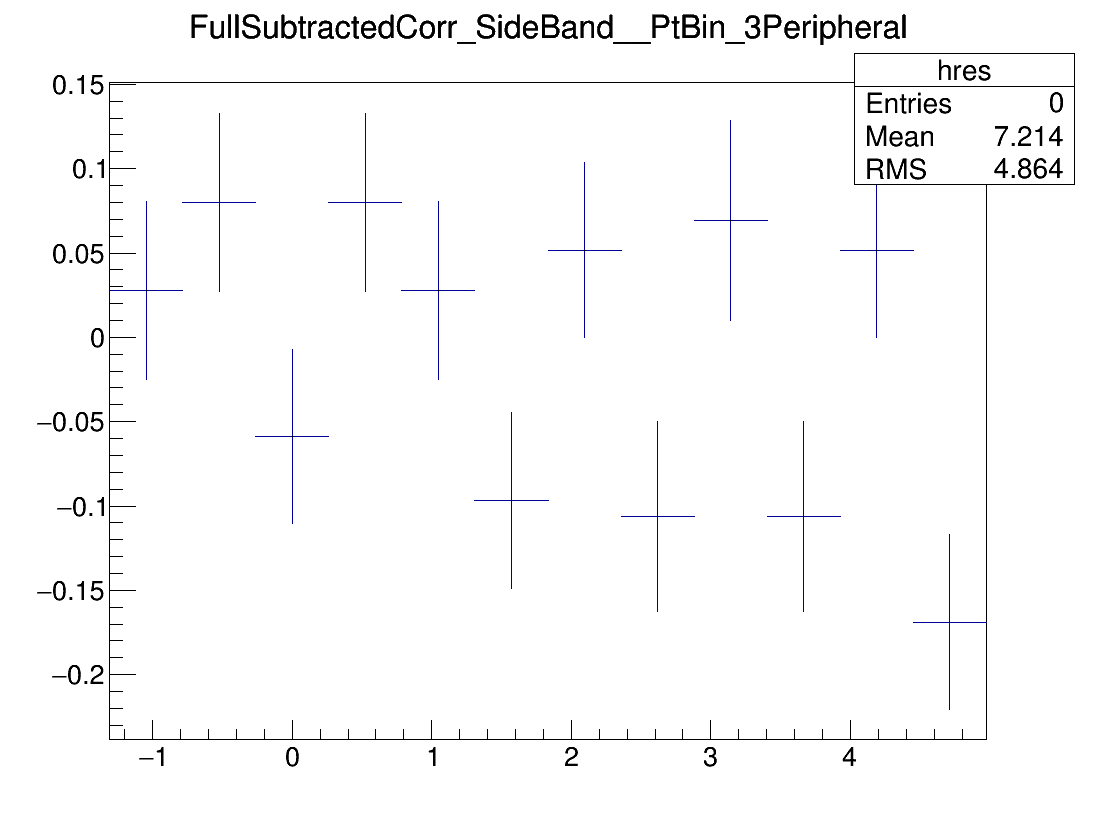 FullSubtractedCorr_SideBand__PtBin_3Peripheral
hres
Entries 0
Mean 7.214
RMS 4.864
0.15
0.1
0.05
0
−0.05
−0.1
−0.15
−0.2
−1 0 1 2 3 4